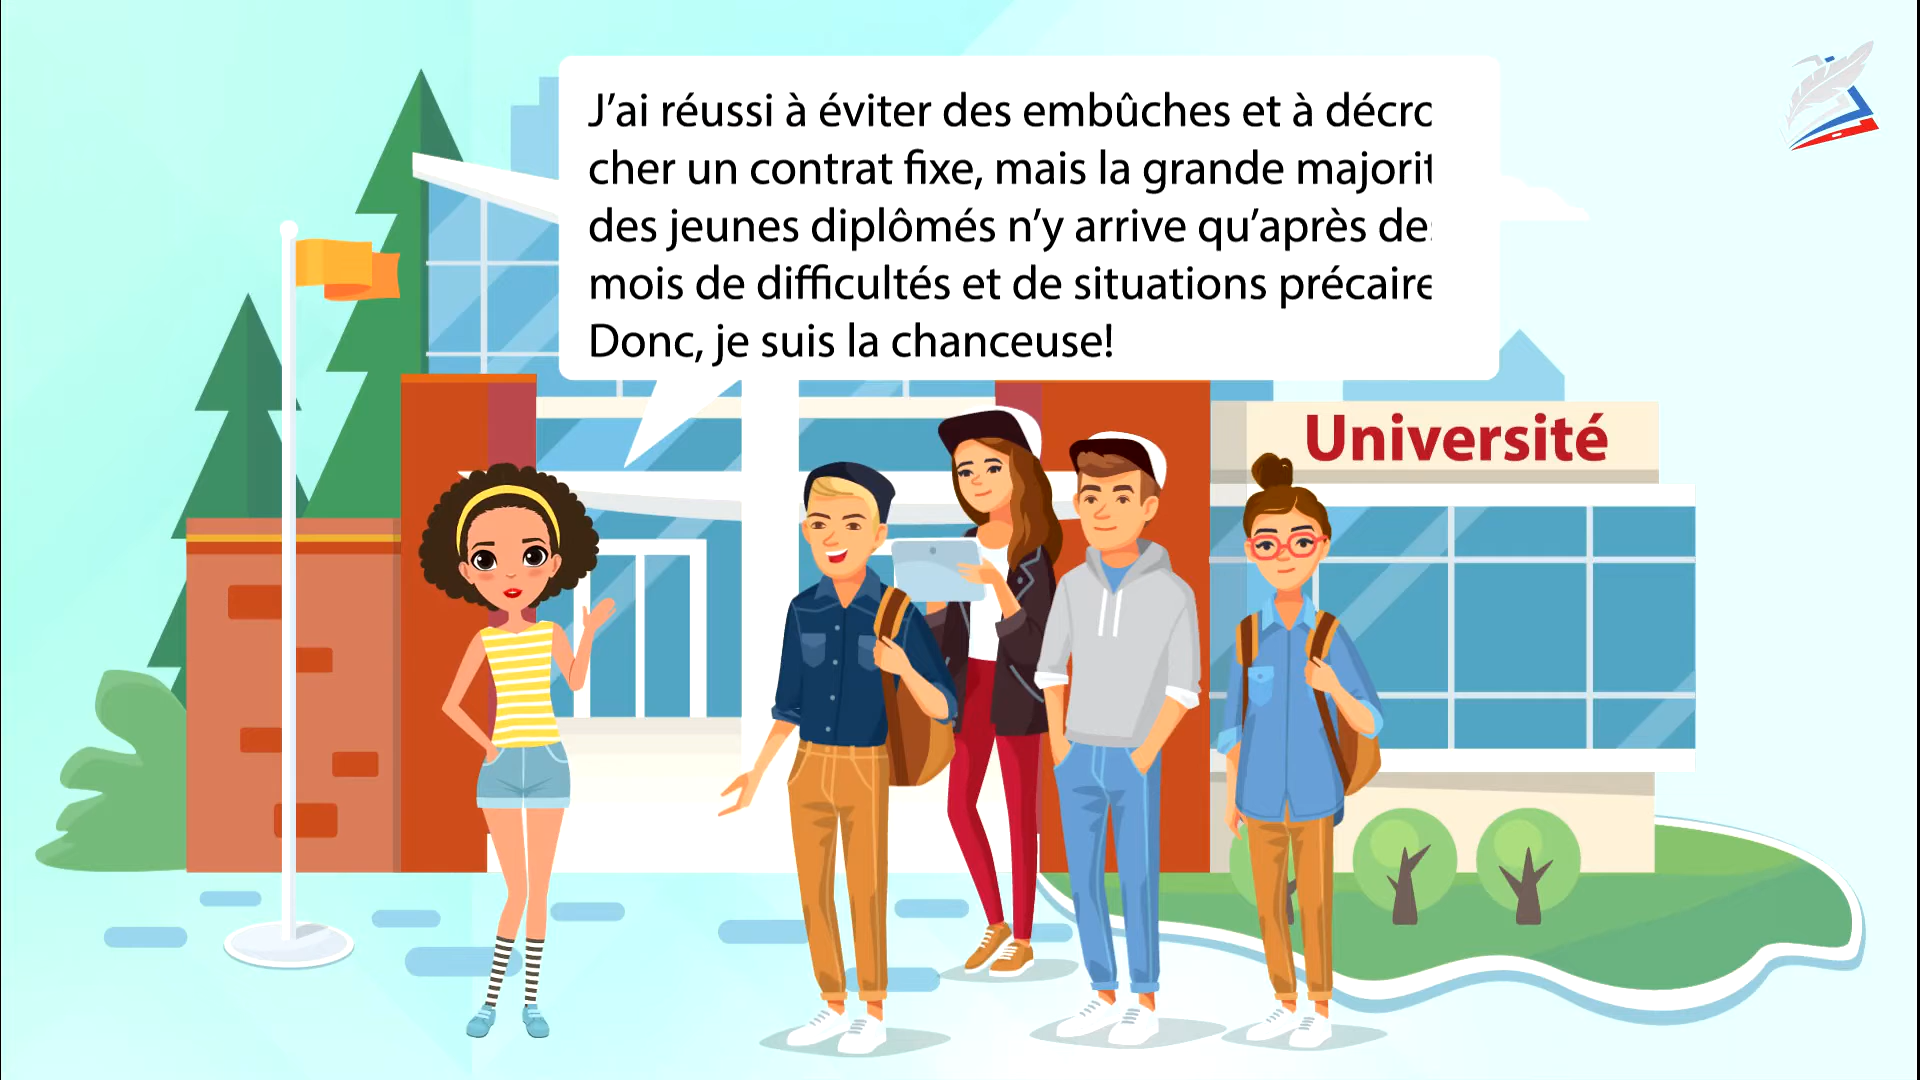 J’ai réussi à éviter des embûches et à décro
cher un contrat fixe, mais la grande majorit
des jeunes diplômés n’y arrive qu’après de
mois de difficultés et de situations précaire
Donc, je suis la chanceuse!
Université